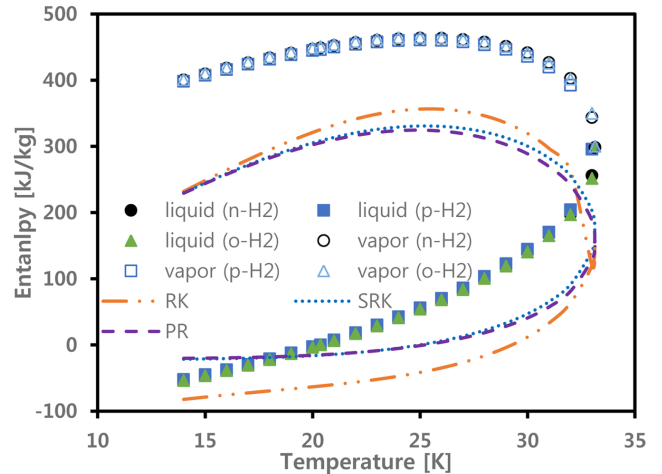 500
400
300
200
100
0
-100
Entanlpy [kJ/kg]
liquid (n-H2) liquid (p-H2)
liquid (o-H2) vapor (n-H2)
vapor (p-H2) vapor (o-H2)
RK SRK
PR
10 15 20 25 30 35
Temperature [K]